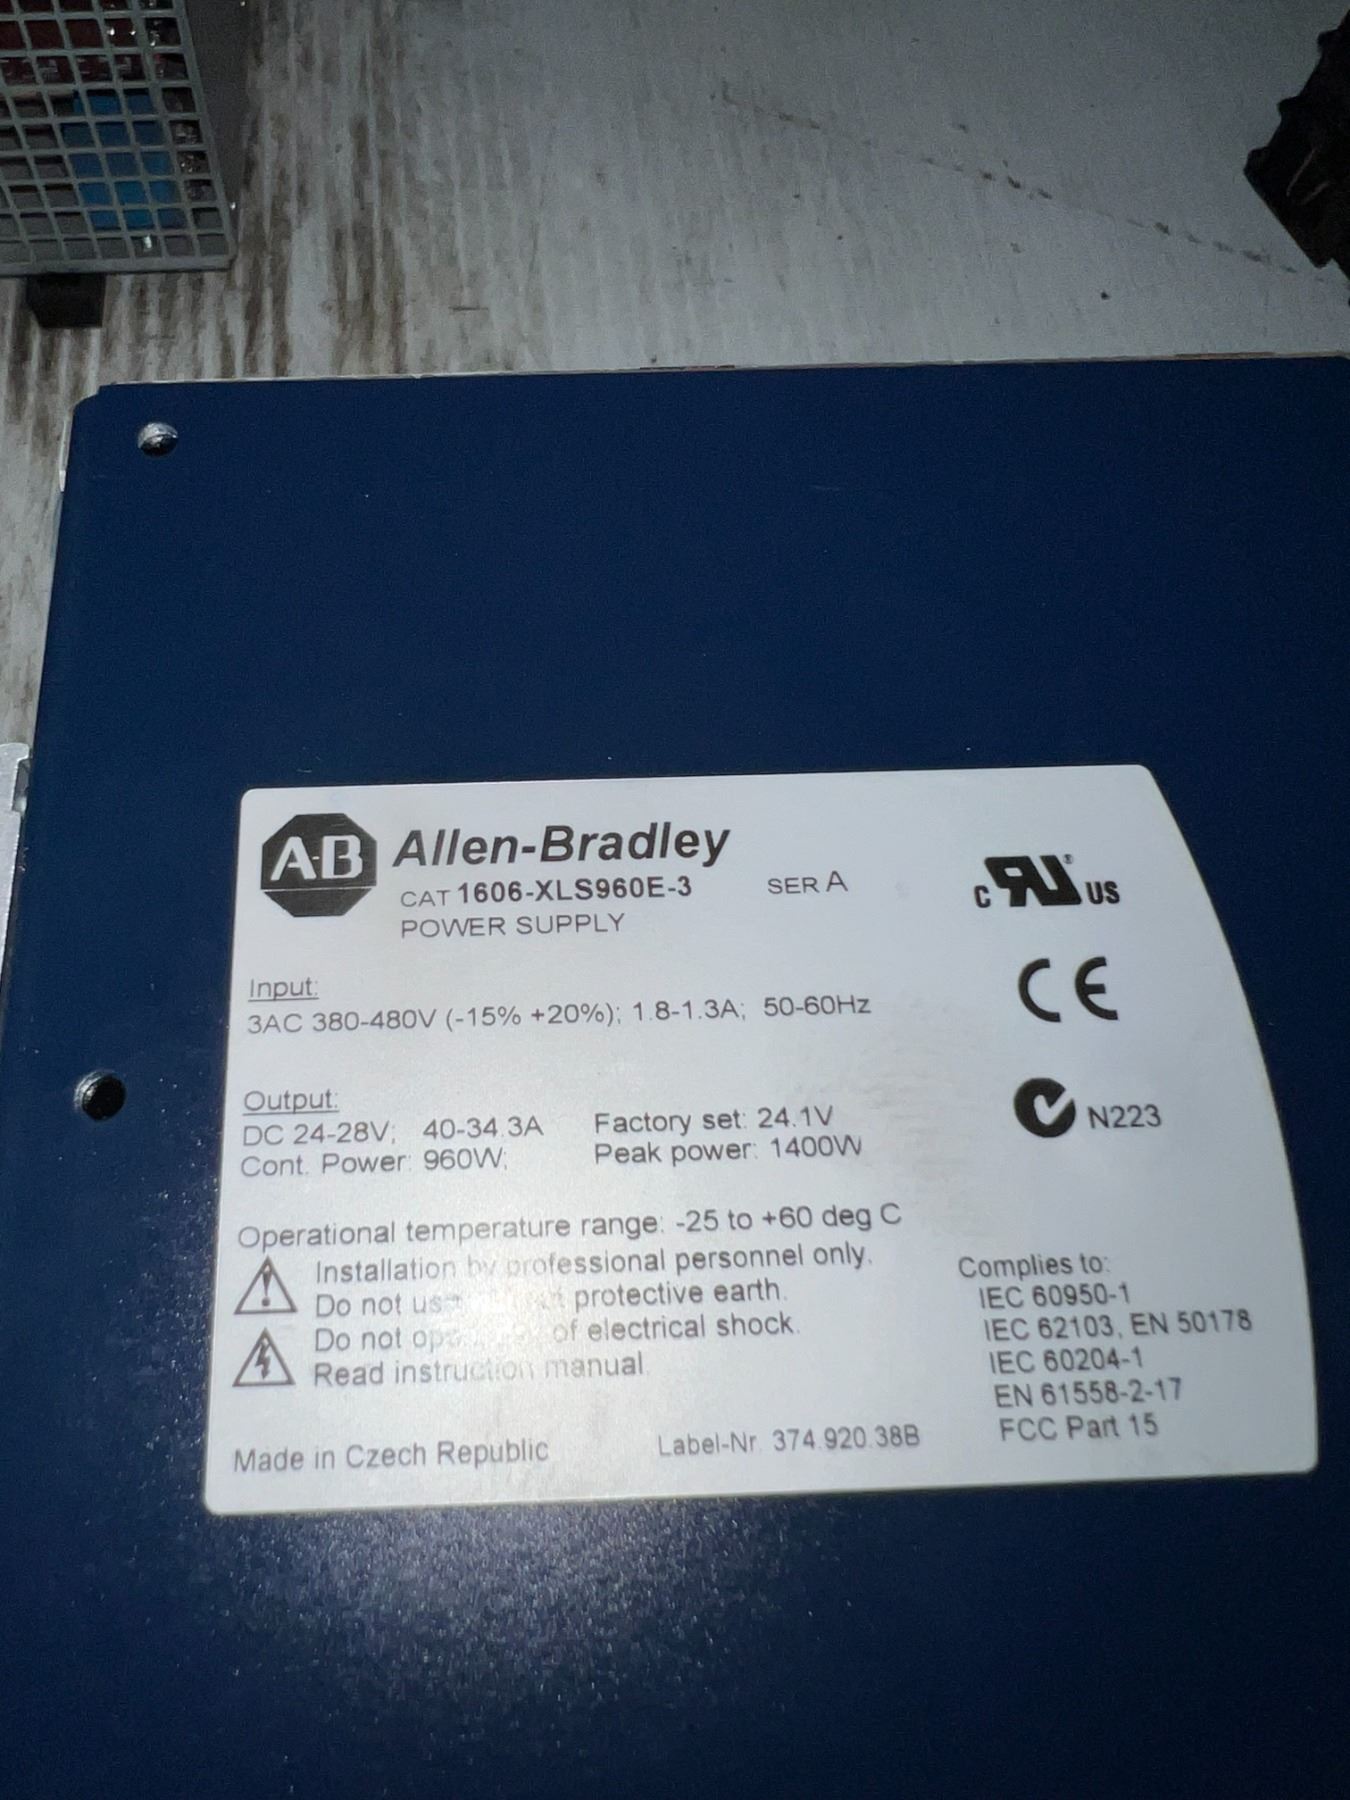 A-B Allen-Bradley
CAT 1606-XLS960E-3 SER A
POWER SUPPLY
c RU ® US
Input:
3AC 380-480V (-15% +20%); 1.8-1.3A; 50-60Hz
CE
Output:
DC 24-28V; 40-34.3A Factory set: 24.1V
Cont. Power: 960W; Peak power: 1400W
N223
Operational temperature range: -25 to +60 deg C
Installation by professional personnel only.
Do not protective earth.
Do not of electrical shock.
Read instruction manual.
Complies to:
IEC 60950-1
IEC 62103, EN 50178
IEC 60204-1
EN 61558-2-17
FCC Part 15
Made in Czech Republic Label-Nr. 374.920.38B